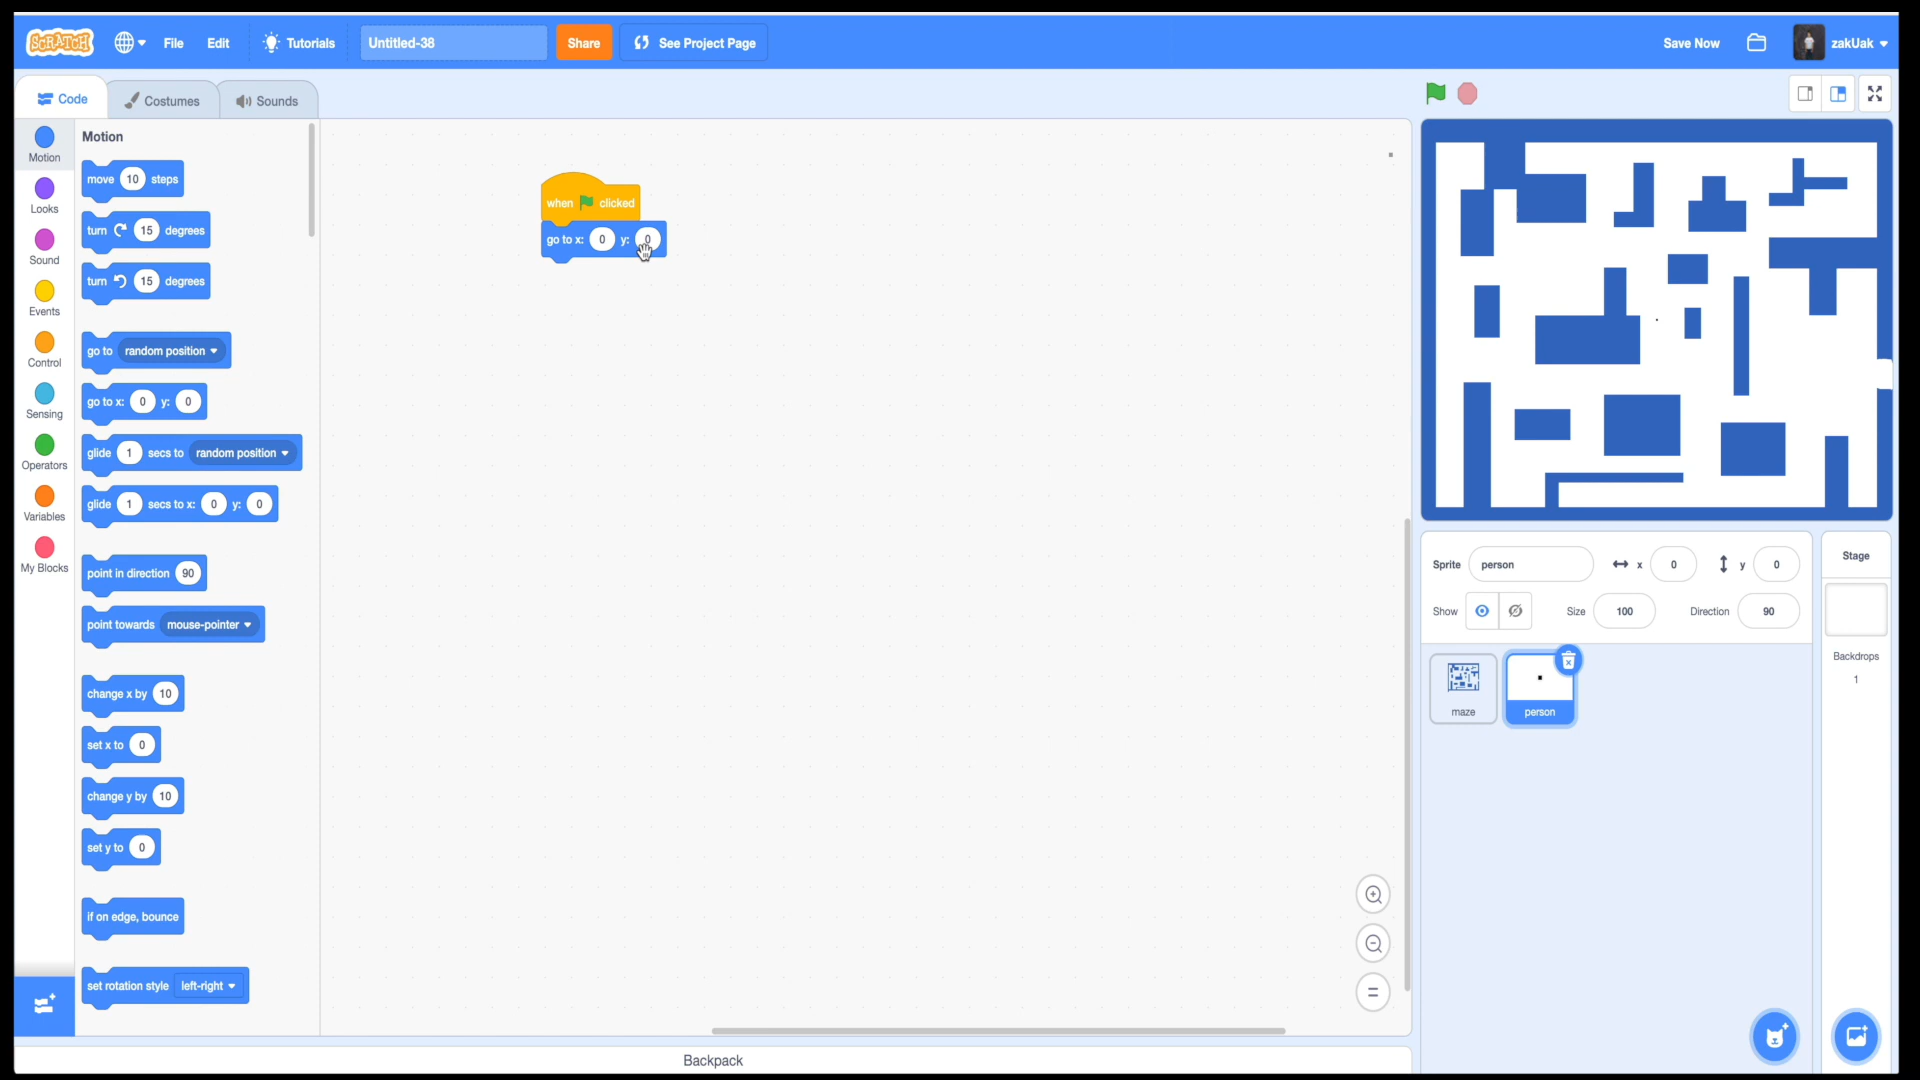 SCRATCH File Edit Tutorials Untitled-38 Share See Project Page Save Now zakUak
Code Costumes Sounds
Motion
Looks
Sound
Events
Control
Sensing
Operators
Variables
My Blocks
Motion
move 10 steps
turn 15 degrees
turn 15 degrees
go to random position
go to x: 0 y: 0
glide 1 secs to random position
glide 1 secs to x: 0 y: 0
point in direction 90
point towards mouse-pointer
change x by 10
set x to 0
change y by 10
set y to 0
if on edge, bounce
set rotation style left-right
when clicked
go to x: 0 y: 0
Sprite person x 0 y 0
Show Size 100 Direction 90
maze
person
Stage
Backdrops
1
Backpack